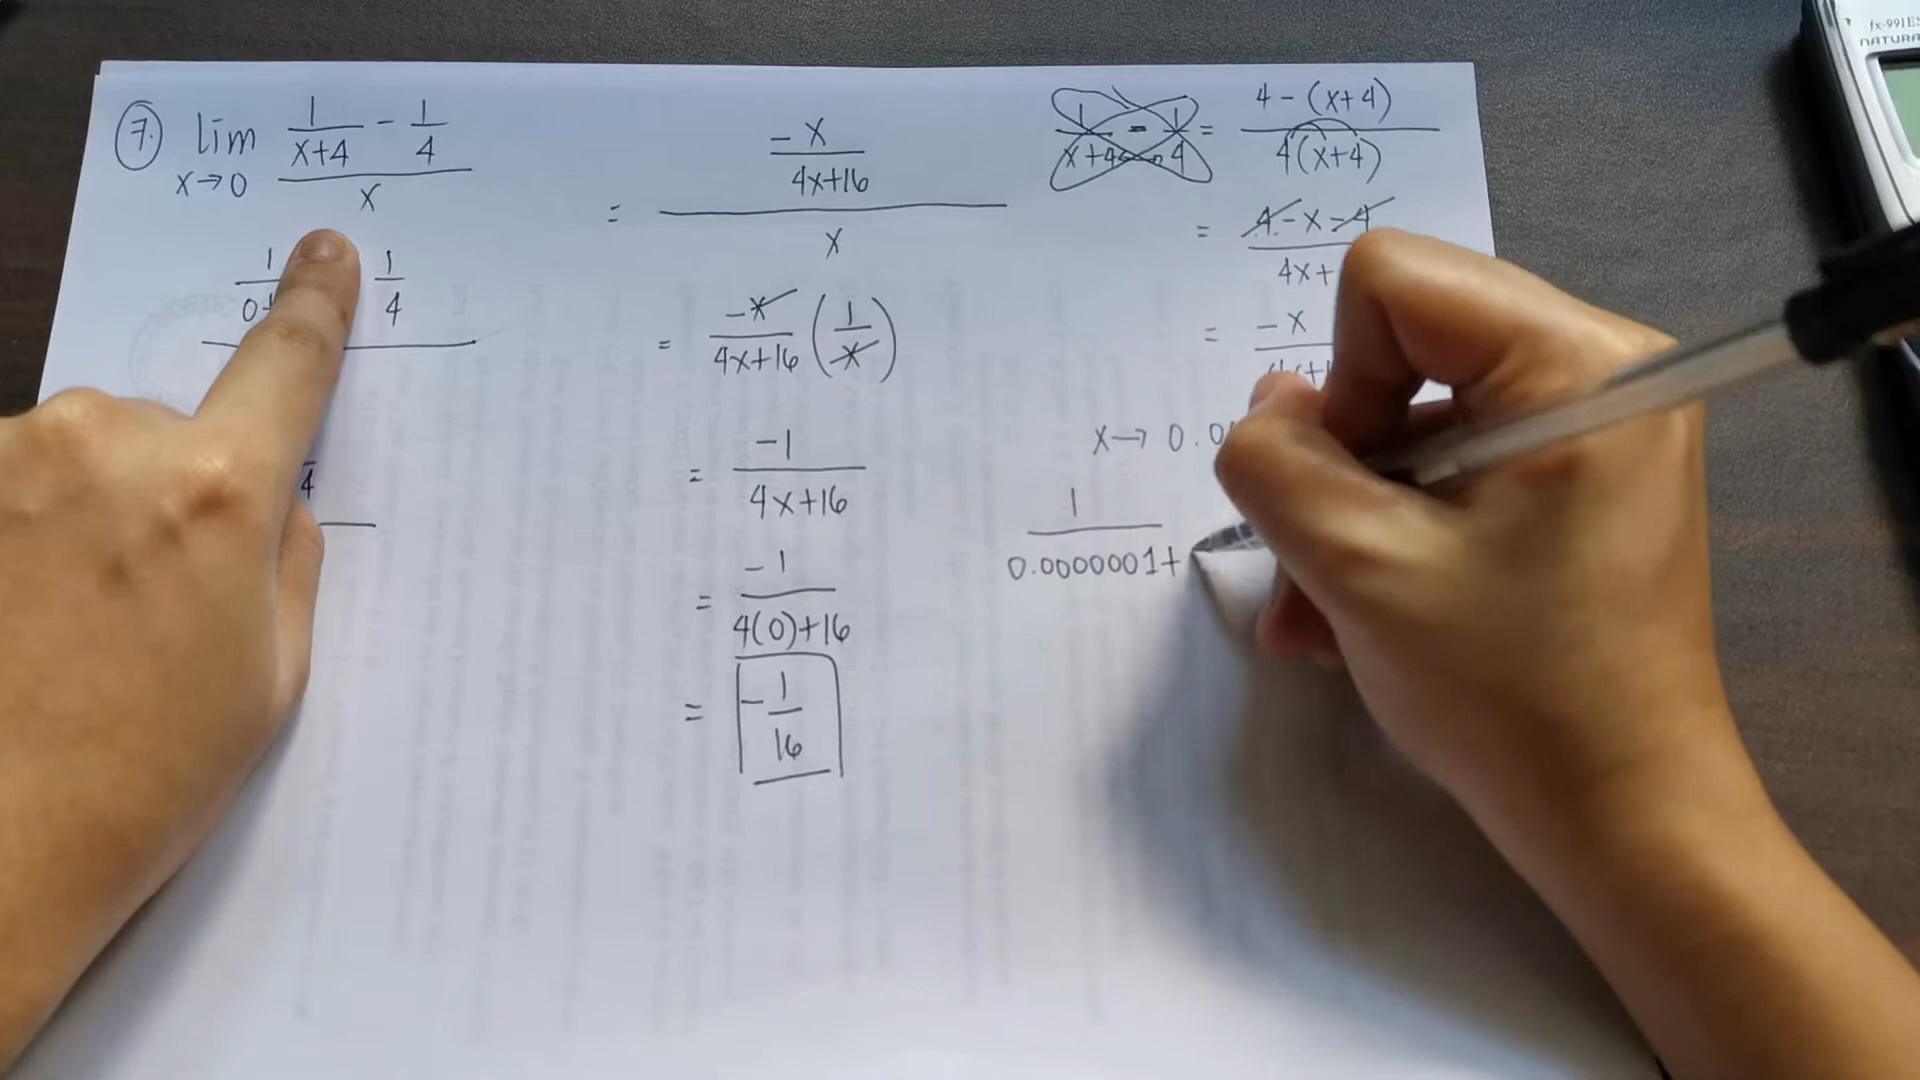 7. lim 1/(x+4) - 1/4
x→0 x
1 1/4
0+
4
= -x/(4x+16)
x
= -x/(4x+16) (1/x)
= -1/(4x+16)
= -1/(4(0)+16)
= -1/16
1/(x+4) - 1/4 = 4-(x+4)/4(x+4)
= 4-x-4
4x+
= -x
x→ 0.0
1
0.0000001+
fx-991ES
NATURA